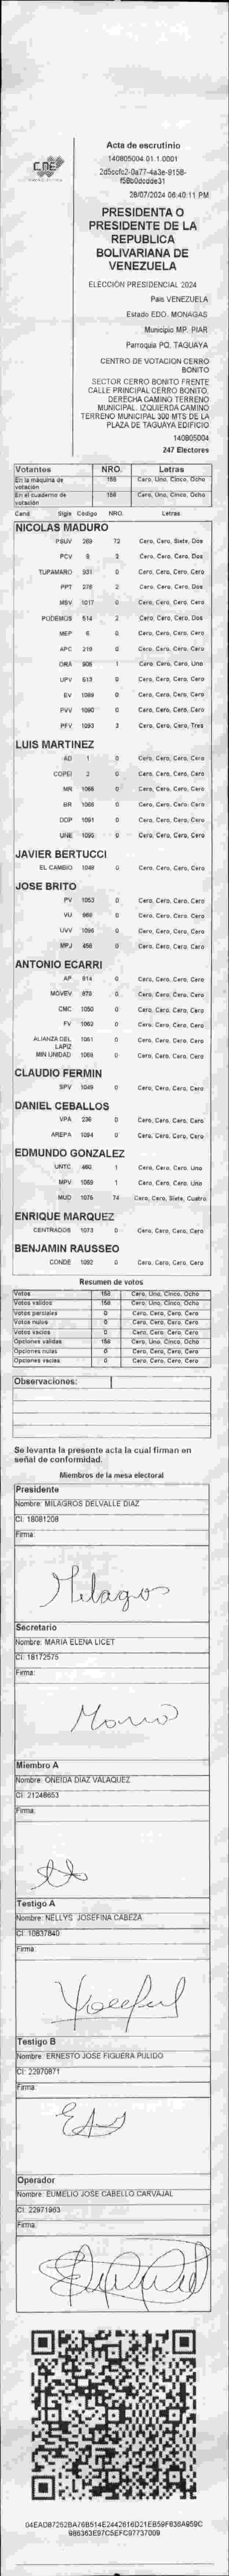 CNE
Acta de escrutinio
140805004.01.1.0001
28/07/2024 06:40:11 PM
PRESIDENTA O
PRESIDENTE DE LA
REPUBLICA
BOLIVARIANA DE
VENEZUELA
ELECCIÓN PRESIDENCIAL 2024
Pais VENEZUELA
Estado EDO. MONAGAS
Municipio MP. PIAR
Parroquia PQ. TAGUAYA
CENTRO DE VOTACION CERRO
BONITO
SECTOR CERRO BONITO FRENTE
CALLE PRINCIPAL CERRO BONITO.
DERECHA CAMINO TERRENO
MUNICIPAL. IZQUIERDA CAMINO
TERRENO MUNICIPAL 300 MTS DE LA
PLAZA DE TAGUAYA EDIFICIO
140805004
247 Electores
Votantes NRO. Letras
En la máquina de votación 158 Cero, Uno, Cinco, Ocho
En el cuaderno de votación 158 Cero, Uno, Cinco, Ocho
Cand Sigla Código NRO. Letras
NICOLAS MADURO
PSUV 269 72 Cero, Cero, Siete, Dos
PCV 9 2 Cero, Cero, Cero, Dos
TUPAMARO 931 0 Cero, Cero, Cero, Cero
PPT 278 2 Cero, Cero, Cero, Dos
MSV 1017 0 Cero, Cero, Cero, Cero
PODEMOS 514 2 Cero, Cero, Cero, Dos
MEP 6 0 Cero, Cero, Cero, Cero
APC 219 0 Cero, Cero, Cero, Cero
ORA 905 1 Cero, Cero, Cero, Uno
UPV 513 0 Cero, Cero, Cero, Cero
EV 1089 0 Cero, Cero, Cero, Cero
PVV 1090 0 Cero, Cero, Cero, Cero
PFV 1093 3 Cero, Cero, Cero, Tres
LUIS MARTINEZ
AD 1 0 Cero, Cero, Cero, Cero
COPEI 2 0 Cero, Cero, Cero, Cero
MR 1066 0 Cero, Cero, Cero, Cero
BR 1006 0 Cero, Cero, Cero, Cero
DDP 1091 0 Cero, Cero, Cero, Cero
UNE 1095 0 Cero, Cero, Cero, Cero
JAVIER BERTUCCI
EL CAMBIO 1048 0 Cero, Cero, Cero, Cero
JOSE BRITO
PV 1053 0 Cero, Cero, Cero, Cero
VU 968 0 Cero, Cero, Cero, Cero
UVV 1096 0 Cero, Cero, Cero, Cero
MPJ 456 0 Cero, Cero, Cero, Cero
ANTONIO ECARRI
AP 914 0 Cero, Cero, Cero, Cero
MOVEV 979 0 Cero, Cero, Cero, Cero
CMC 1050 0 Cero, Cero, Cero, Cero
FV 1062 0 Cero, Cero, Cero, Cero
ALIANZA DEL LAPIZ 1081 0 Cero, Cero, Cero, Cero
MIN UNIDAD 1069 0 Cero, Cero, Cero, Cero
CLAUDIO FERMIN
SPV 1049 0 Cero, Cero, Cero, Cero
DANIEL CEBALLOS
VPA 236 0 Cero, Cero, Cero, Cero
AREPA 1094 0 Cero, Cero, Cero, Cero
EDMUNDO GONZALEZ
UNTC 460 1 Cero, Cero, Cero, Uno
MPV 1059 1 Cero, Cero, Cero, Uno
MUD 1075 74 Cero, Cero, Siete, Cuatro
ENRIQUE MARQUEZ
CENTRADOS 1073 0 Cero, Cero, Cero, Cero
BENJAMIN RAUSSEO
CONDE 1092 0 Cero, Cero, Cero, Cero
Resumen de votos
Votos 158 Cero, Uno, Cinco, Ocho
Votos validos 158 Cero, Uno, Cinco, Ocho
Votos parciales 0 Cero, Cero, Cero, Cero
Votos nulos 0 Cero, Cero, Cero, Cero
Votos vacios 0 Cero, Cero, Cero, Cero
Opciones validas 158 Cero, Uno, Cinco, Ocho
Opciones nulas 0 Cero, Cero, Cero, Cero
Opciones vacias 0 Cero, Cero, Cero, Cero
Observaciones:
Se levanta la presente acta la cual firman en
señal de conformidad.
Miembros de la mesa electoral
Presidente
Nombre: MILAGROS DELVALLE DIAZ
CI: 18081208
Firma:
Milagros
Secretario
Nombre: MARIA ELENA LICET
CI: 18172575
Firma:
Maria
Miembro A
Nombre: ONEIDA DIAZ VALAQUEZ
CI: 21248653
Firma:
Testigo A
Nombre: NELLYS JOSEFINA CABEZA
CI: 10837840
Firma:
Testigo B
Nombre: ERNESTO JOSE FIGUERA PULIDO
CI: 22970871
Firma:
Operador
Nombre: EUMELIO JOSE CABELLO CARVAJAL
CI: 22971963
Firma: